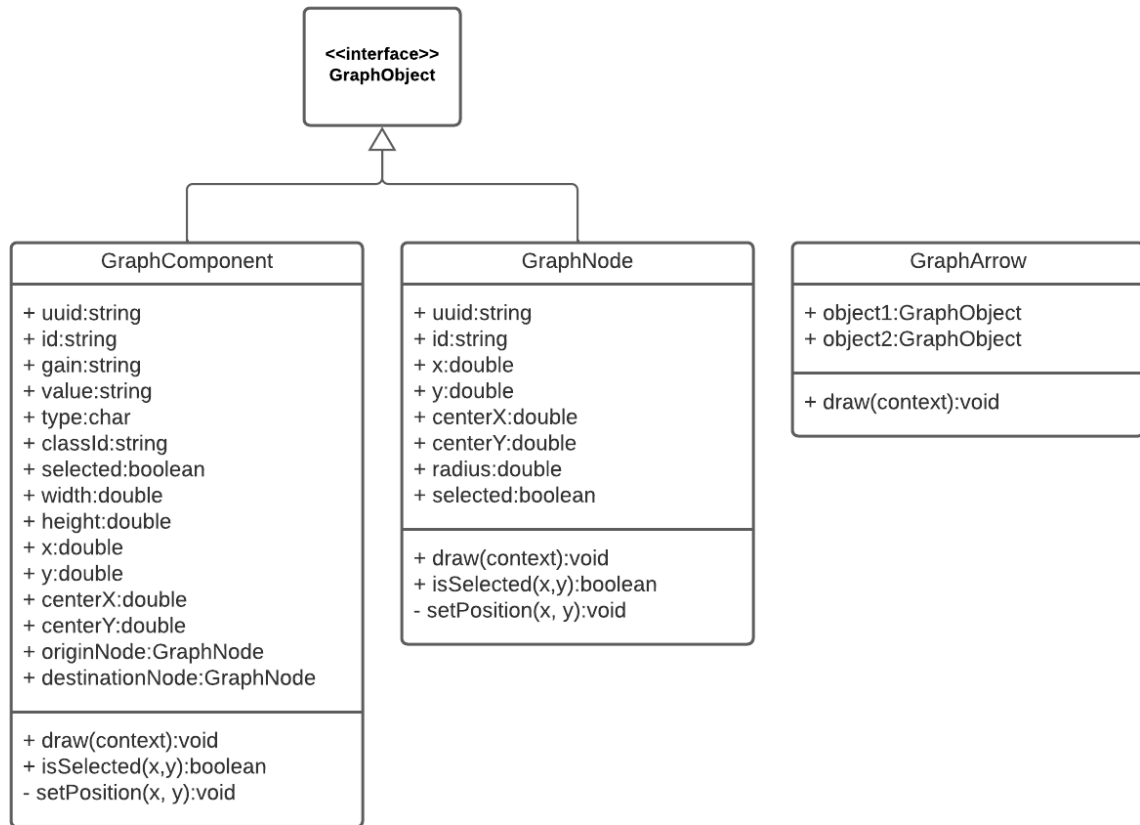 <<interface>>
GraphObject
GraphComponent
+ uuid:string
+ id:string
+ gain:string
+ value:string
+ type:char
+ classId:string
+ selected:boolean
+ width:double
+ height:double
+ x:double
+ y:double
+ centerX:double
+ centerY:double
+ originNode:GraphNode
+ destinationNode:GraphNode
+ draw(context):void
+ isSelected(x,y):boolean
- setPosition(x, y):void
GraphNode
+ uuid:string
+ id:string
+ x:double
+ y:double
+ centerX:double
+ centerY:double
+ radius:double
+ selected:boolean
+ draw(context):void
+ isSelected(x,y):boolean
- setPosition(x, y):void
GraphArrow
+ object1:GraphObject
+ object2:GraphObject
+ draw(context):void